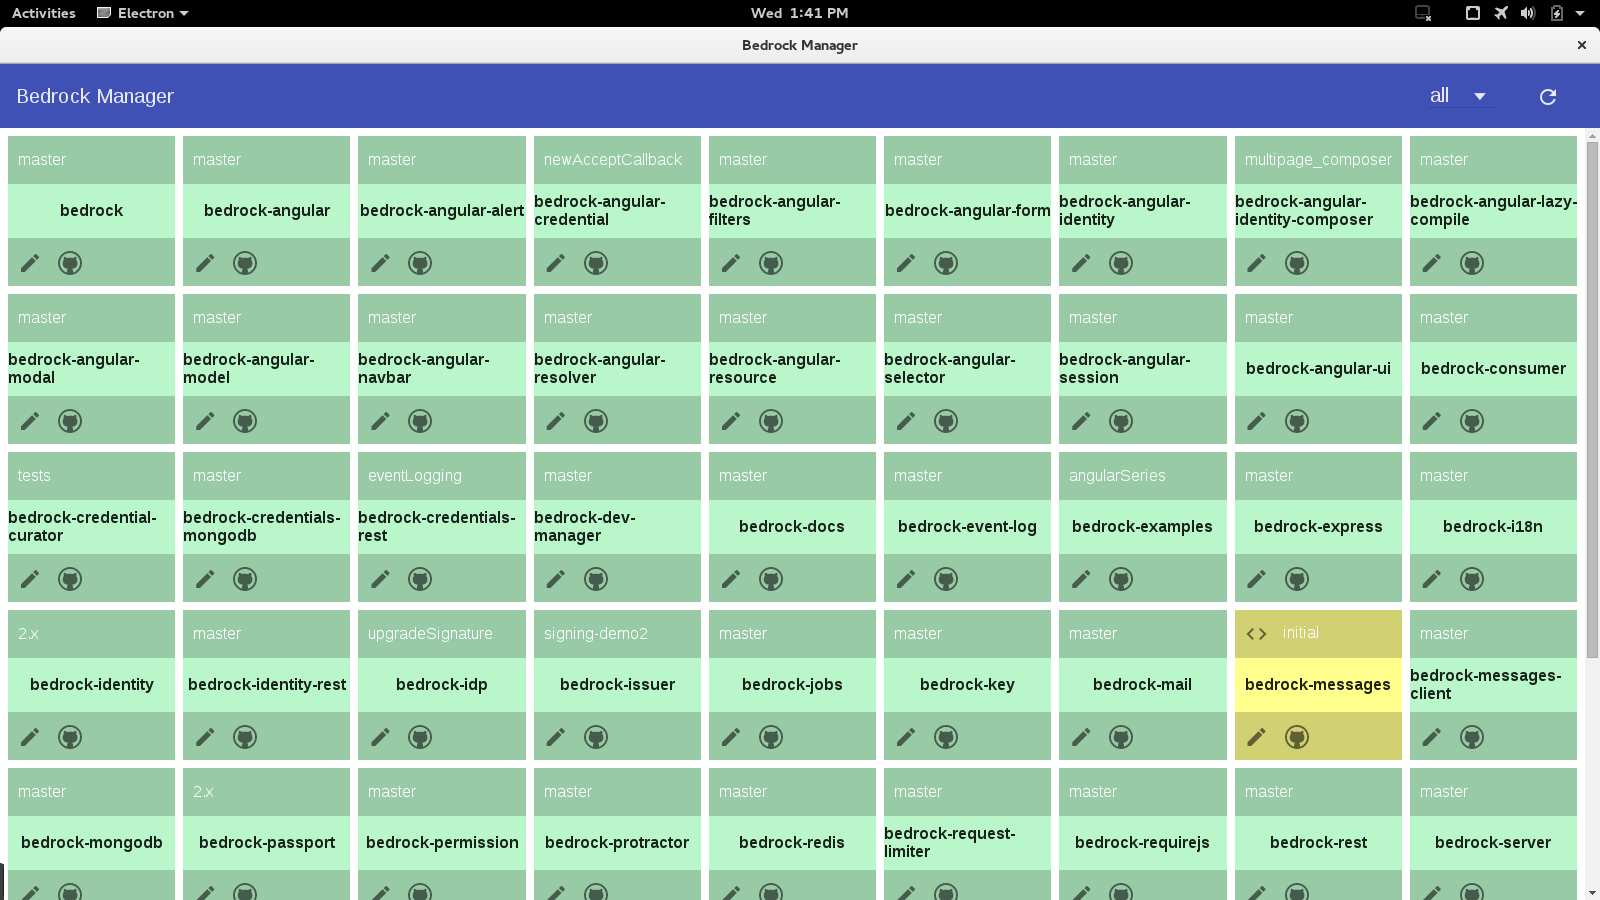 Activities Electron Wed 1:41 PM
Bedrock Manager
Bedrock Manager all
master master master newAcceptCallback master master master multipage_composer master
bedrock bedrock-angular bedrock-angular-alert bedrock-angular- bedrock-angular- bedrock-angular-form bedrock-angular- bedrock-angular- bedrock-angular-lazy-
credential filters identity identity-composer compile
master master master master master master master master master
bedrock-angular- bedrock-angular- bedrock-angular- bedrock-angular- bedrock-angular- bedrock-angular- bedrock-angular- bedrock-angular-ui bedrock-consumer
modal model navbar resolver resource selector session
tests master eventLogging master master master angularSeries master master
bedrock-credential- bedrock-credentials- bedrock-credentials- bedrock-dev- bedrock-docs bedrock-event-log bedrock-examples bedrock-express bedrock-i18n
curator mongodb rest manager
2.x master upgradeSignature signing-demo2 master master master initial master
bedrock-identity bedrock-identity-rest bedrock-idp bedrock-issuer bedrock-jobs bedrock-key bedrock-mail bedrock-messages bedrock-messages-
client
master 2.x master master master master master master master
bedrock-mongodb bedrock-passport bedrock-permission bedrock-protractor bedrock-redis bedrock-request- bedrock-requirejs bedrock-rest bedrock-server
limiter